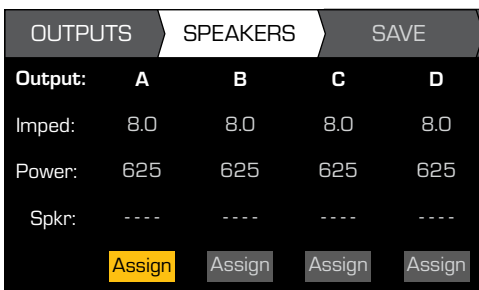 OUTPUTS SPEAKERS SAVE
Output: A B C D
Imped: 8.0 8.0 8.0 8.0
Power: 625 625 625 625
Spkr: ---- ---- ---- ----
Assign Assign Assign Assign